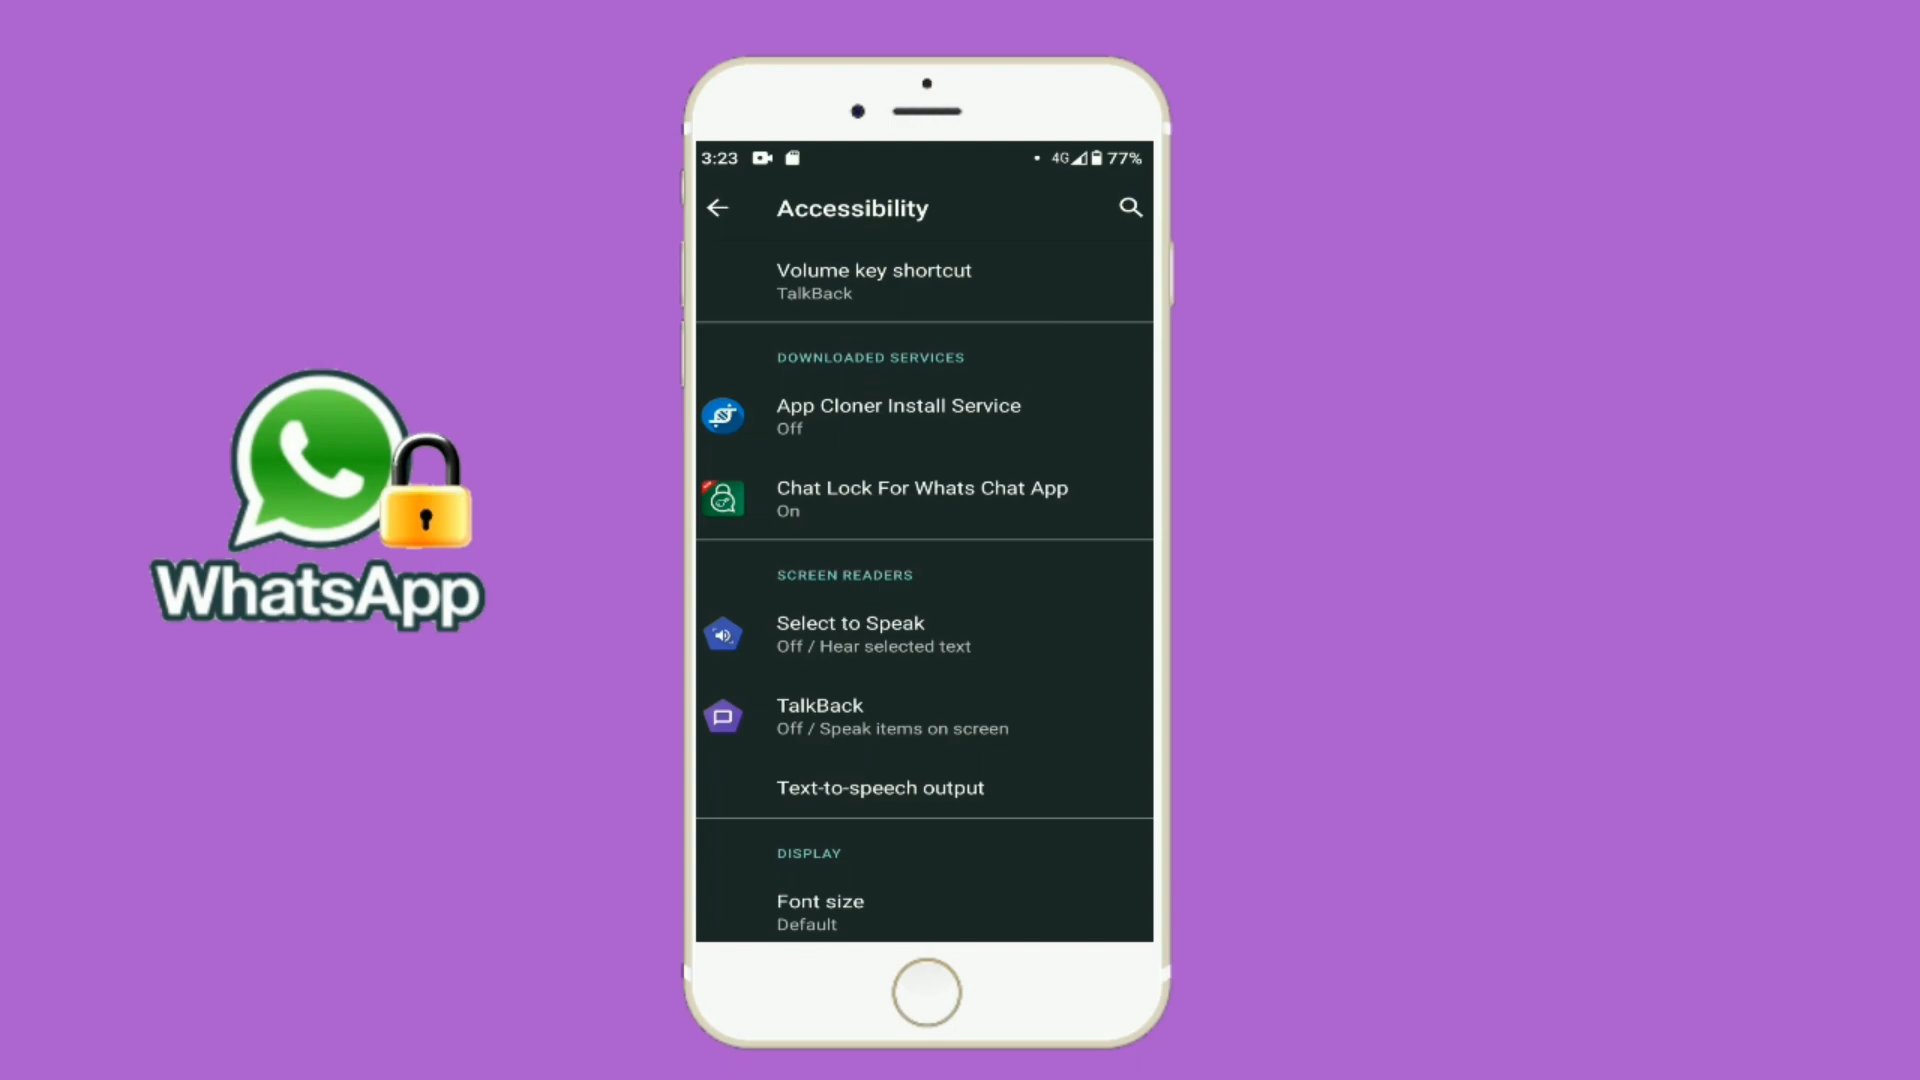 WhatsApp
3:23
4G 77%
Accessibility
Volume key shortcut
TalkBack
DOWNLOADED SERVICES
App Cloner Install Service
Off
Chat Lock For Whats Chat App
On
SCREEN READERS
Select to Speak
Off / Hear selected text
TalkBack
Off / Speak items on screen
Text-to-speech output
DISPLAY
Font size
Default